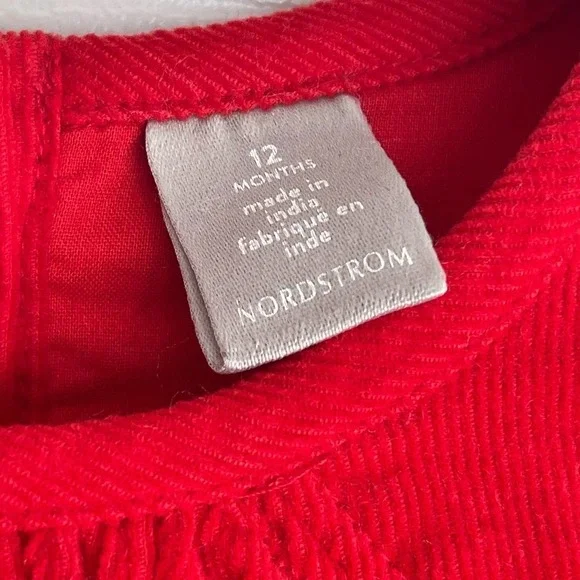 12
MONTHS
made in
india
fabriqué en
inde
NORDSTROM